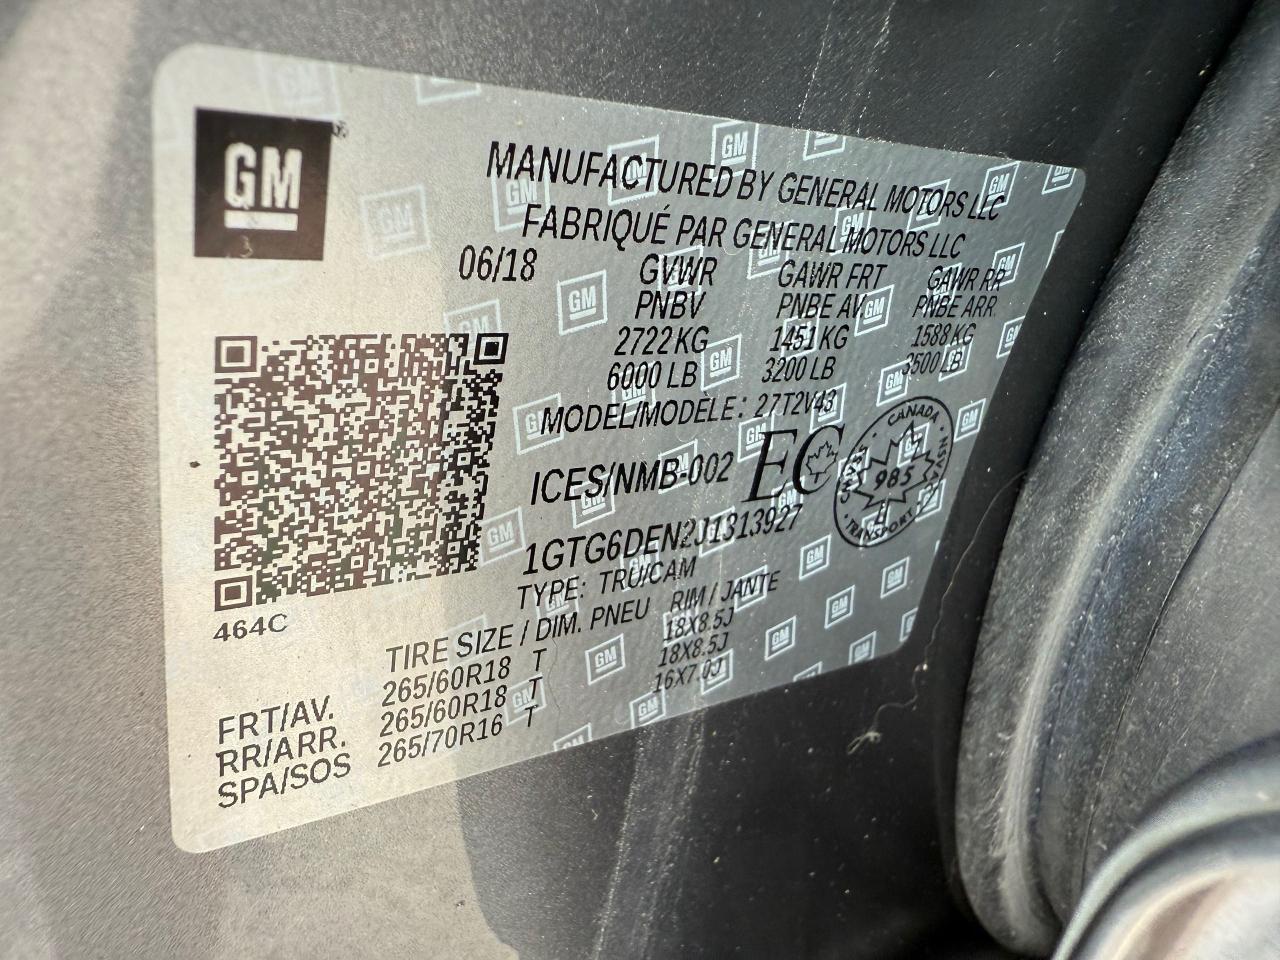 GM
MANUFACTURED BY GENERAL MOTORS LLC
FABRIQUÉ PAR GENERAL MOTORS LLC
06/18
GVWR GAWR FRT GAWR RR
PNBV PNBE AV. PNBE ARR.
2722 KG 1451 KG 1588 KG
6000 LB 3200 LB 3500 LB
MODEL/MODÈLE: 27T2V43
ICES/NMB-002 EC
CANADA
985
TRANSPORT
1GTG6DEN2J1313927
TYPE: TRU/CAM
464C
TIRE SIZE / DIM. PNEU RIM / JANTE
FRT/AV. 265/60R18 T 18X8.5J
RR/ARR. 265/60R18 T 18X8.5J
SPA/SOS 265/70R16 T 16X7.0J